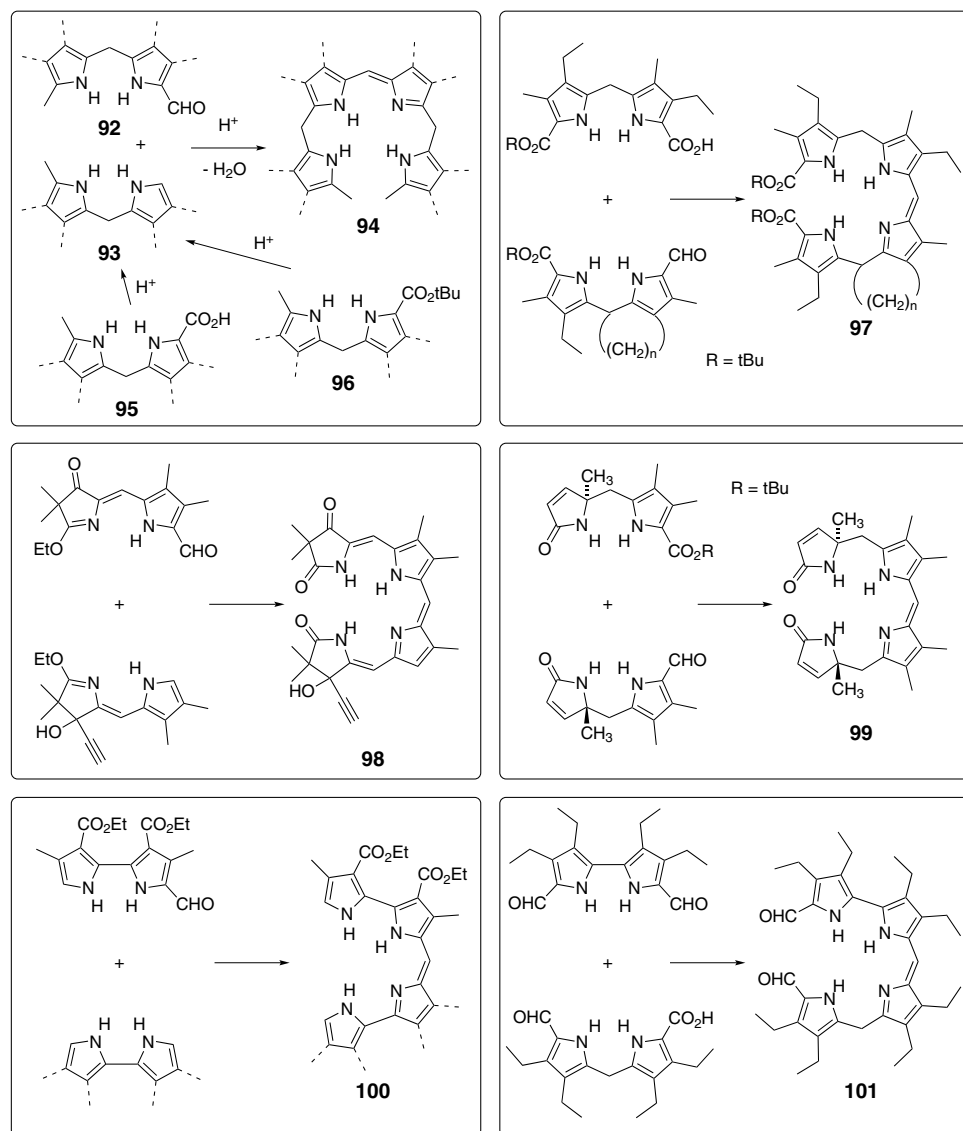 N
H
H
N
CHO
92
+
H
N
H
N
93
H⁺
- H₂O
N
H
N
N
H
H
N
94
H⁺
H⁺
H
N
H
N
CO₂H
95
H
N
H
N
CO₂tBu
96
RO₂C
N
H
H
N
CO₂H
+
RO₂C
H
N
H
N
CHO
(CH₂)n
R = tBu
RO₂C
N
H
H
N
RO₂C
H
N
N
(CH₂)n
97
O
N
EtO
N
H
CHO
+
EtO
N
H
N
HO
O
O
N
H
N
H
O
H
N
N
HO
98
CH₃
R = tBu
O
N
H
N
H
CO₂R
+
O
H
N
H
N
CHO
CH₃
CH₃
O
N
H
N
H
O
H
N
N
CH₃
99
CO₂Et
CO₂Et
N
H
N
H
CHO
+
H
N
H
N
CO₂Et
CO₂Et
N
H
N
H
H
N
N
100
OHC
N
H
H
N
CHO
+
OHC
H
N
H
N
CO₂H
OHC
N
H
N
H
OHC
H
N
N
101